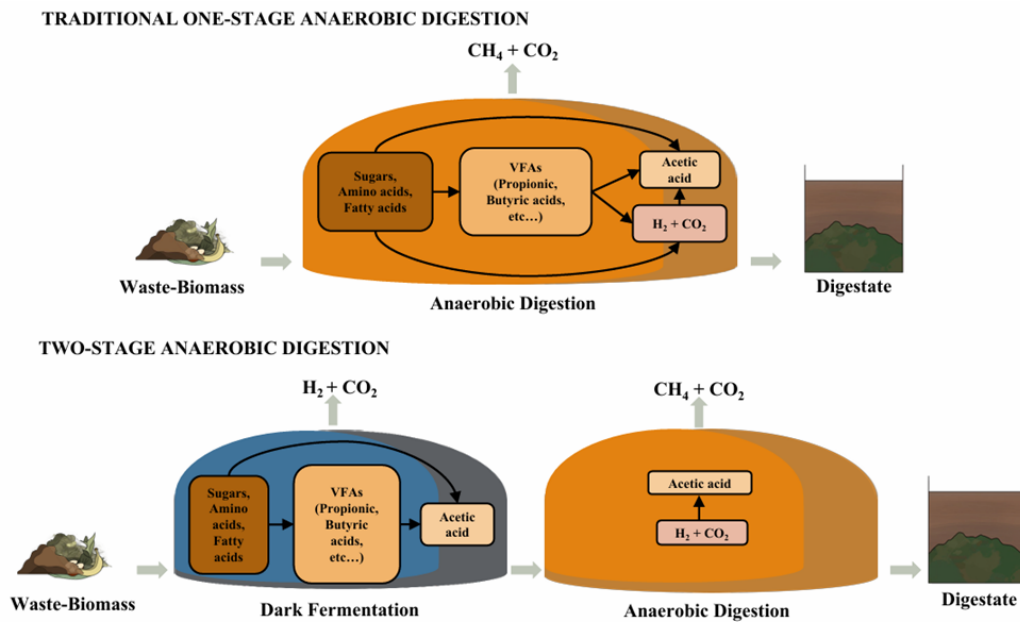 TRADITIONAL ONE-STAGE ANAEROBIC DIGESTION
CH₄ + CO₂
Sugars,
Amino acids,
Fatty acids
VFAs
(Propionic,
Butyric acids,
etc…)
Acetic
acid
H₂ + CO₂
Waste-Biomass
Anaerobic Digestion
Digestate
TWO-STAGE ANAEROBIC DIGESTION
H₂ + CO₂
CH₄ + CO₂
Sugars,
Amino
acids,
Fatty
acids
VFAs
(Propionic,
Butyric
acids,
etc…)
Acetic
acid
Acetic acid
H₂ + CO₂
Waste-Biomass
Dark Fermentation
Anaerobic Digestion
Digestate